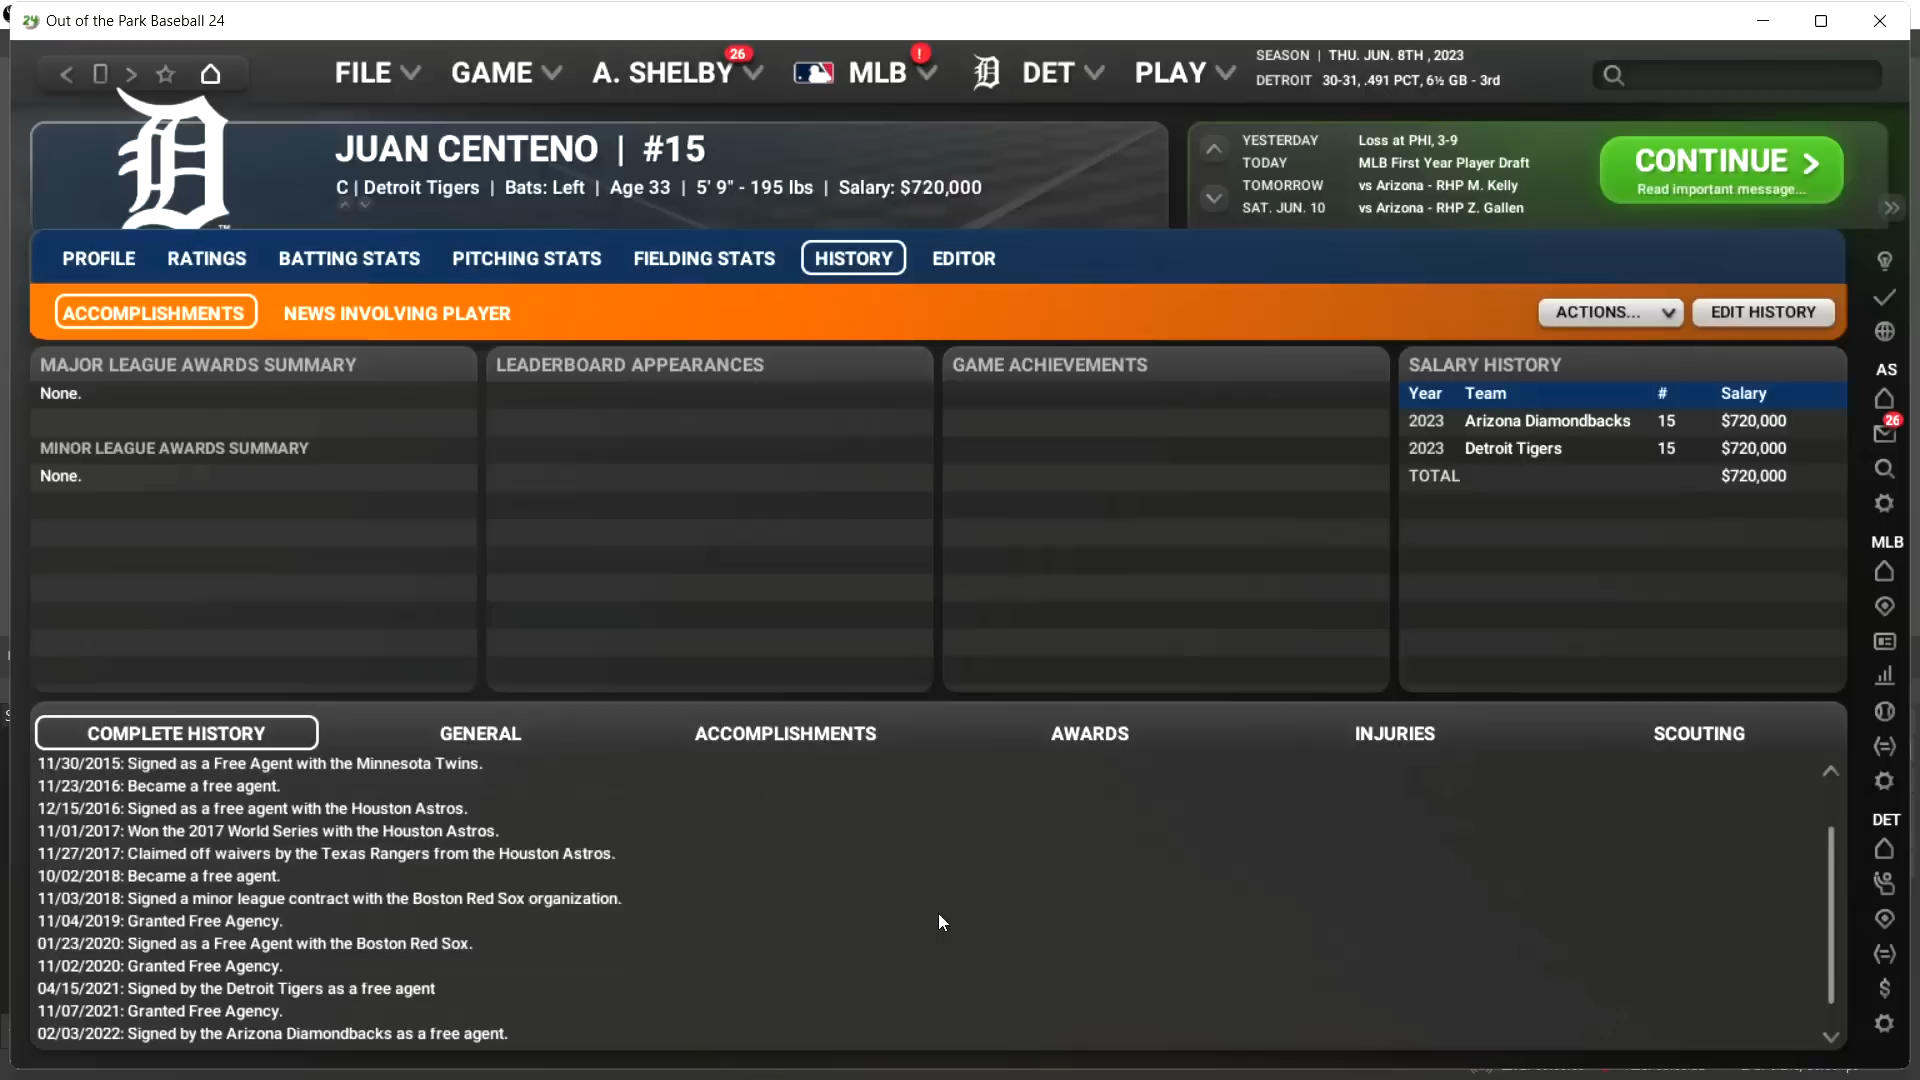 Out of the Park Baseball 24
FILE GAME A. SHELBY 26 MLB ! DET PLAY
SEASON | THU. JUN. 8TH , 2023
DETROIT 30-31, .491 PCT, 6½ GB - 3rd
JUAN CENTENO | #15
C | Detroit Tigers | Bats: Left | Age 33 | 5' 9" - 195 lbs | Salary: $720,000
YESTERDAY Loss at PHI, 3-9
TODAY MLB First Year Player Draft
TOMORROW vs Arizona - RHP M. Kelly
SAT. JUN. 10 vs Arizona - RHP Z. Gallen
CONTINUE
Read important message...
PROFILE RATINGS BATTING STATS PITCHING STATS FIELDING STATS HISTORY EDITOR
ACCOMPLISHMENTS NEWS INVOLVING PLAYER ACTIONS... EDIT HISTORY
MAJOR LEAGUE AWARDS SUMMARY
None.
MINOR LEAGUE AWARDS SUMMARY
None.
LEADERBOARD APPEARANCES
GAME ACHIEVEMENTS
SALARY HISTORY
Year Team # Salary
2023 Arizona Diamondbacks 15 $720,000
2023 Detroit Tigers 15 $720,000
TOTAL $720,000
COMPLETE HISTORY GENERAL ACCOMPLISHMENTS AWARDS INJURIES SCOUTING
11/30/2015: Signed as a Free Agent with the Minnesota Twins.
11/23/2016: Became a free agent.
12/15/2016: Signed as a free agent with the Houston Astros.
11/01/2017: Won the 2017 World Series with the Houston Astros.
11/27/2017: Claimed off waivers by the Texas Rangers from the Houston Astros.
10/02/2018: Became a free agent.
11/03/2018: Signed a minor league contract with the Boston Red Sox organization.
11/04/2019: Granted Free Agency.
01/23/2020: Signed as a Free Agent with the Boston Red Sox.
11/02/2020: Granted Free Agency.
04/15/2021: Signed by the Detroit Tigers as a free agent
11/07/2021: Granted Free Agency.
02/03/2022: Signed by the Arizona Diamondbacks as a free agent.
AS
26
MLB
DET